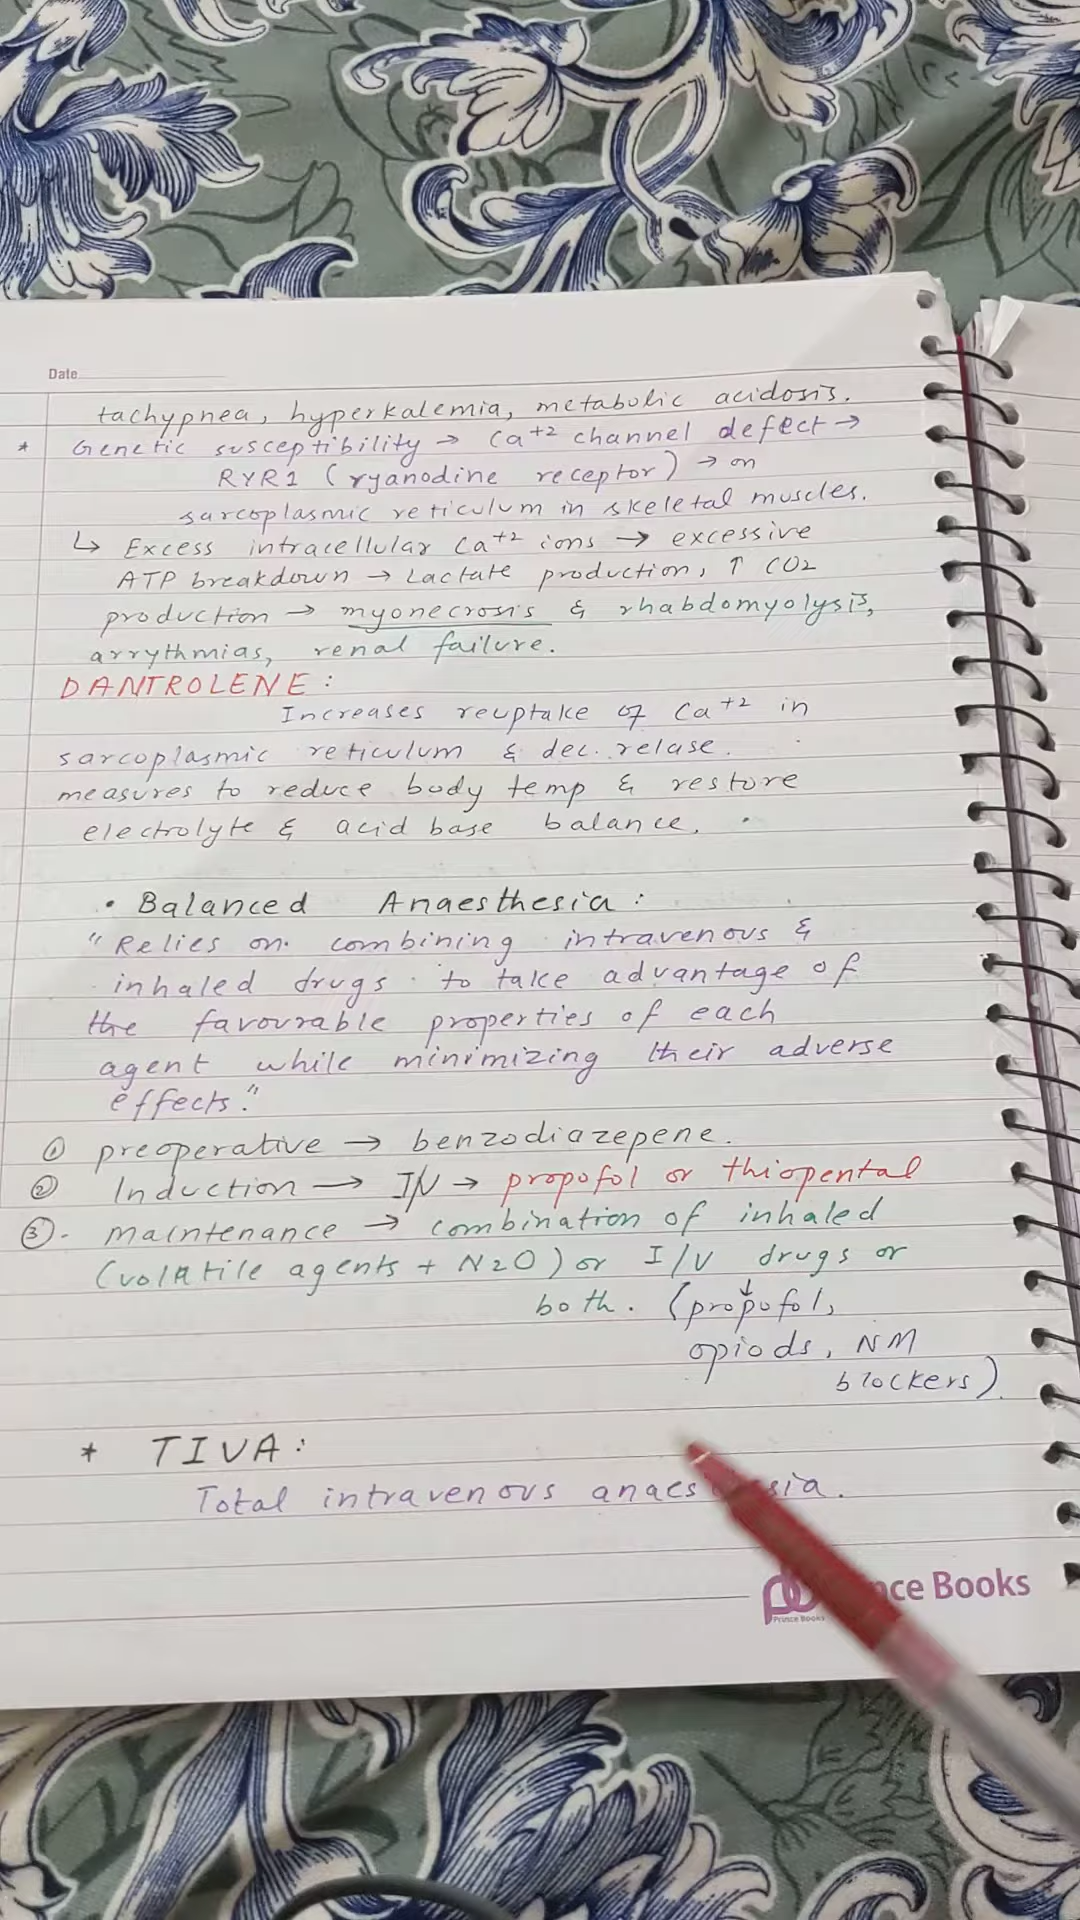 Date
tachypnea, hyperkalemia, metabolic acidosis.
* Genetic susceptibility → Ca+2 channel defect →
RYR1 (ryanodine receptor) → on
sarcoplasmic reticulum in skeletal muscles.
↳ Excess intracellular Ca+2 ions → excessive
ATP breakdown → Lactate production, ↑ CO2
production → myonecrosis & rhabdomyolysis,
arrythmias, renal failure.
DANTROLENE:
Increases reuptake of Ca+2 in
sarcoplasmic reticulum & dec. relase.
measures to reduce body temp & restore
electrolyte & acid base balance.
• Balanced Anaesthesia:
"Relies on combining intravenous &
inhaled drugs to take advantage of
the favourable properties of each
agent while minimizing their adverse
effects."
① preoperative → benzodiazepene.
② Induction → I/V → propofol or thiopental
③. maintenance → combination of inhaled
(volatile agents + N2O) or I/V drugs or
both. (propofol,
↓
opiods, NM
blockers)
* TIVA:
Total intravenous anaes sia.
nce Books
Prince Books